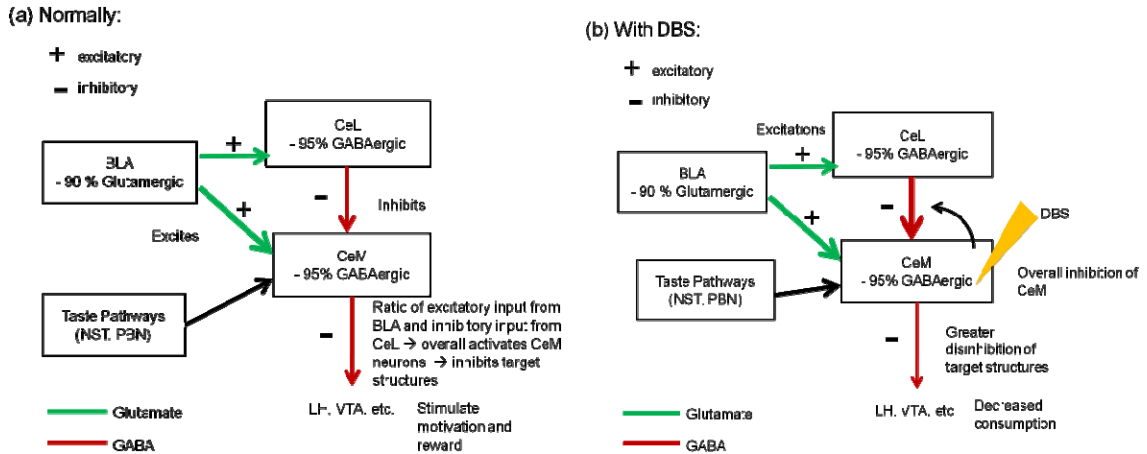 (a) Normally:
+ excitatory
- inhibitory
BLA
- 90 % Glutamergic
+
CeL
- 95% GABAergic
-
Inhibits
+
Excites
CeM
- 95% GABAergic
Taste Pathways
(NST, PBN)
-
Ratio of excitatory input from
BLA and inhibitory input from
CeL → overall activates CeM
neurons → inhibits target
structures
LH, VTA, etc.
Stimulate
motivation and
reward
Glutamate
GABA
(b) With DBS:
+ excitatory
- inhibitory
Excitations
+
CeL
- 95% GABAergic
BLA
- 90 % Glutamergic
-
+
DBS
CeM
- 95% GABAergic
Overall inhibition of
CeM
Taste Pathways
(NST, PBN)
-
Greater
disinhibition of
target structures
LH, VTA, etc
Decreased
consumption
Glutamate
GABA